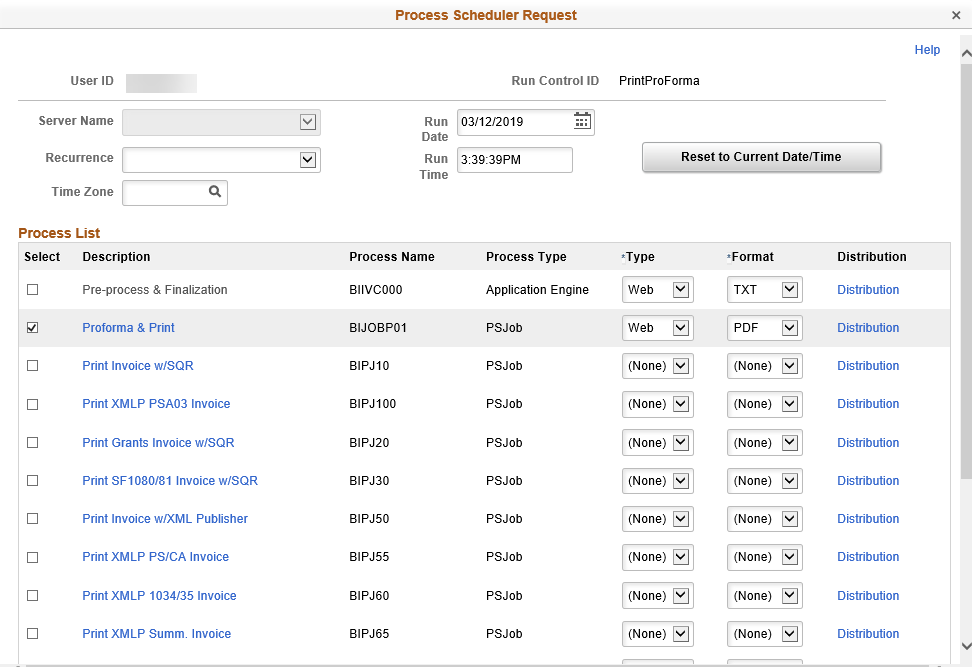 Process Scheduler Request
×
Help
User ID
Run Control ID PrintProForma
Server Name
Run Date 03/12/2019
Recurrence
Run Time 3:39:39PM
Reset to Current Date/Time
Time Zone
Process List
Select Description Process Name Process Type *Type *Format Distribution
Pre-process & Finalization BIIVC000 Application Engine Web TXT Distribution
Proforma & Print BIJOBP01 PSJob Web PDF Distribution
Print Invoice w/SQR BIPJ10 PSJob (None) (None) Distribution
Print XMLP PSA03 Invoice BIPJ100 PSJob (None) (None) Distribution
Print Grants Invoice w/SQR BIPJ20 PSJob (None) (None) Distribution
Print SF1080/81 Invoice w/SQR BIPJ30 PSJob (None) (None) Distribution
Print Invoice w/XML Publisher BIPJ50 PSJob (None) (None) Distribution
Print XMLP PS/CA Invoice BIPJ55 PSJob (None) (None) Distribution
Print XMLP 1034/35 Invoice BIPJ60 PSJob (None) (None) Distribution
Print XMLP Summ. Invoice BIPJ65 PSJob (None) (None) Distribution